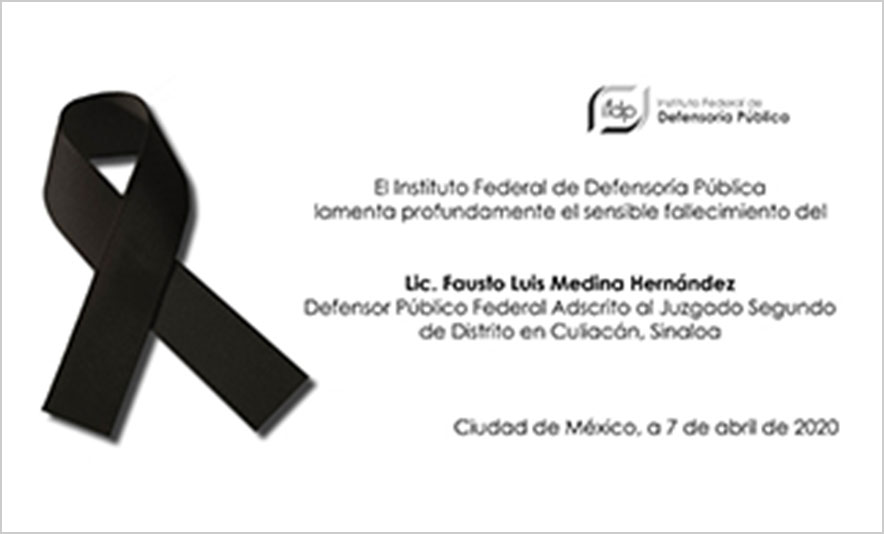 ifdp
Instituto Federal de
Defensoría Pública
El Instituto Federal de Defensoría Pública
lamenta profundamente el sensible fallecimiento del
Lic. Fausto Luis Medina Hernández
Defensor Público Federal Adscrito al Juzgado Segundo
de Distrito en Culiacán, Sinaloa
Ciudad de México, a 7 de abril de 2020